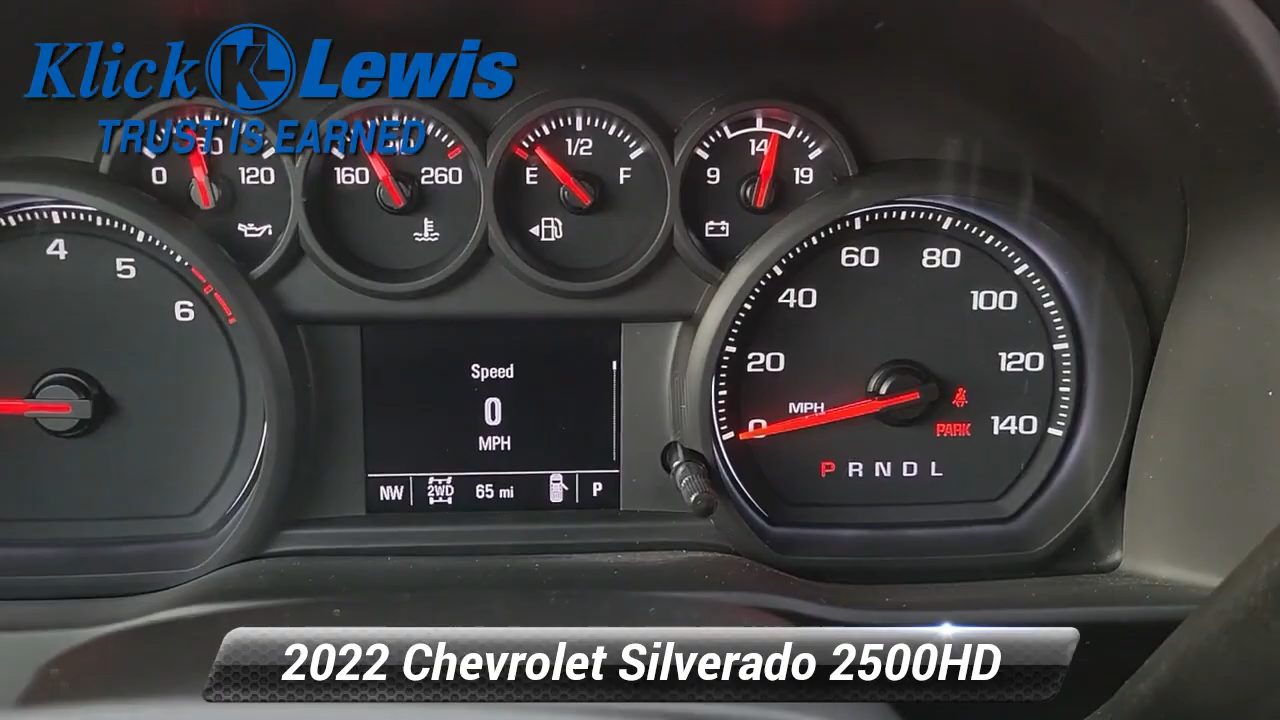 Klick KL Lewis
TRUST IS EARNED
0 120
160 260
E 1/2 F
9 14 19
4 5 6
Speed
0
MPH
NW 2WD 65 mi P
0 20 40 60 80 100 120 140
MPH
PARK
P R N D L
2022 Chevrolet Silverado 2500HD